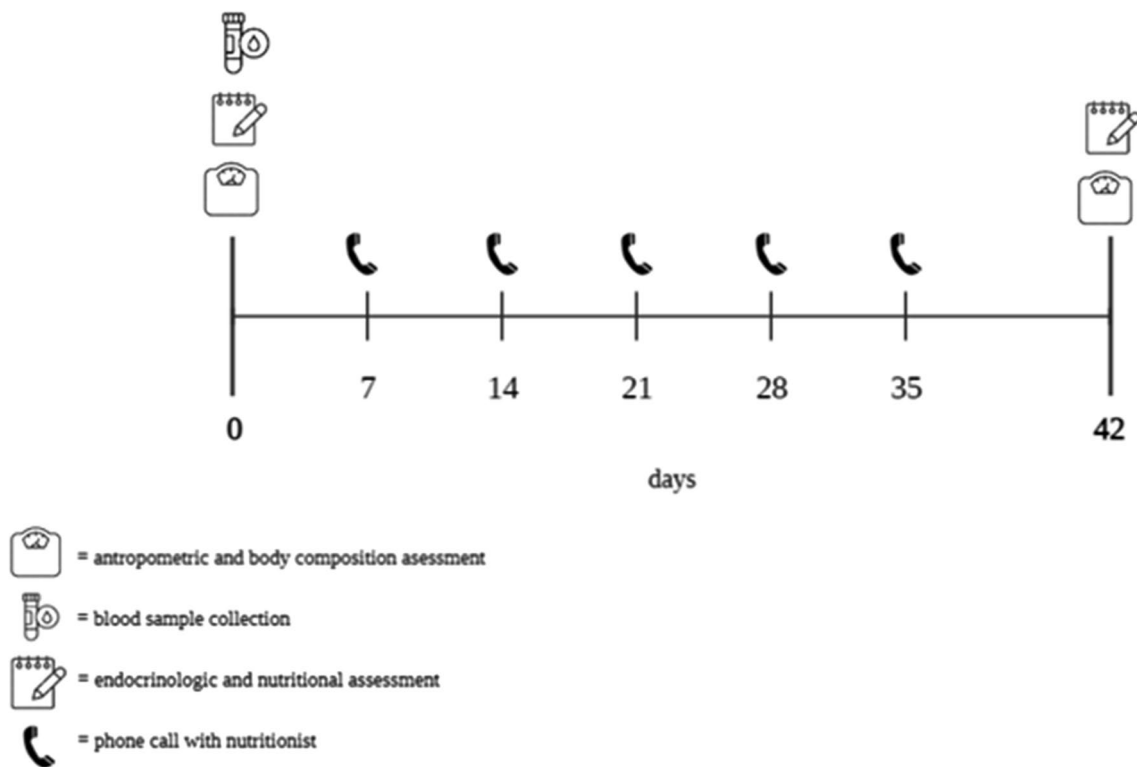 7 14 21 28 35
0 42
days
= antropometric and body composition asessment
= blood sample collection
= endocrinologic and nutritional assessment
= phone call with nutritionist